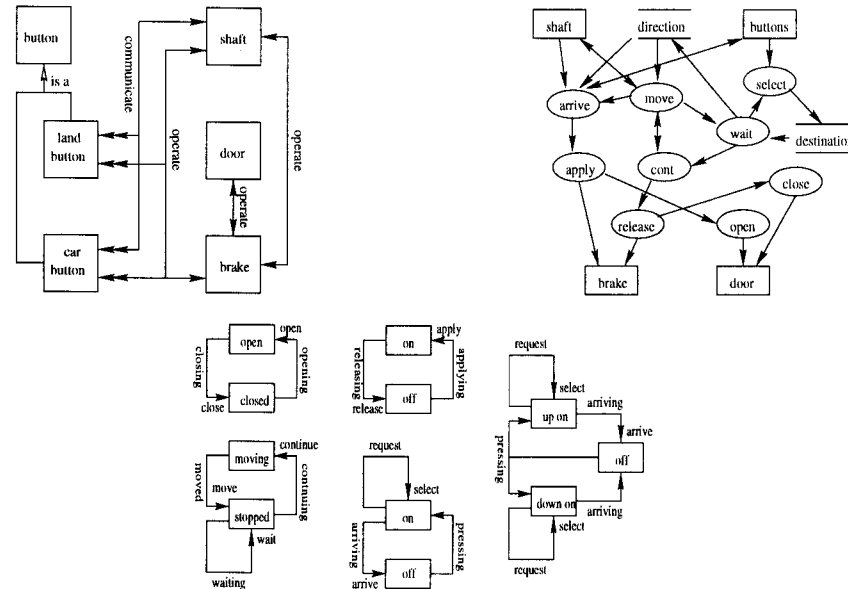 button
is a
land
button
car
button
communicate
operate
shaft
door
operate
brake
operate
shaft
direction
buttons
arrive
move
select
wait
destination
apply
cont
close
release
open
brake
door
open
open
closing
opening
close
closed
apply
on
releasing
applying
release
off
continue
moving
moved
move
continuing
stopped
wait
waiting
request
select
on
arriving
pressing
arrive
off
request
select
up on
arriving
arrive
pressing
off
down on
arriving
select
request